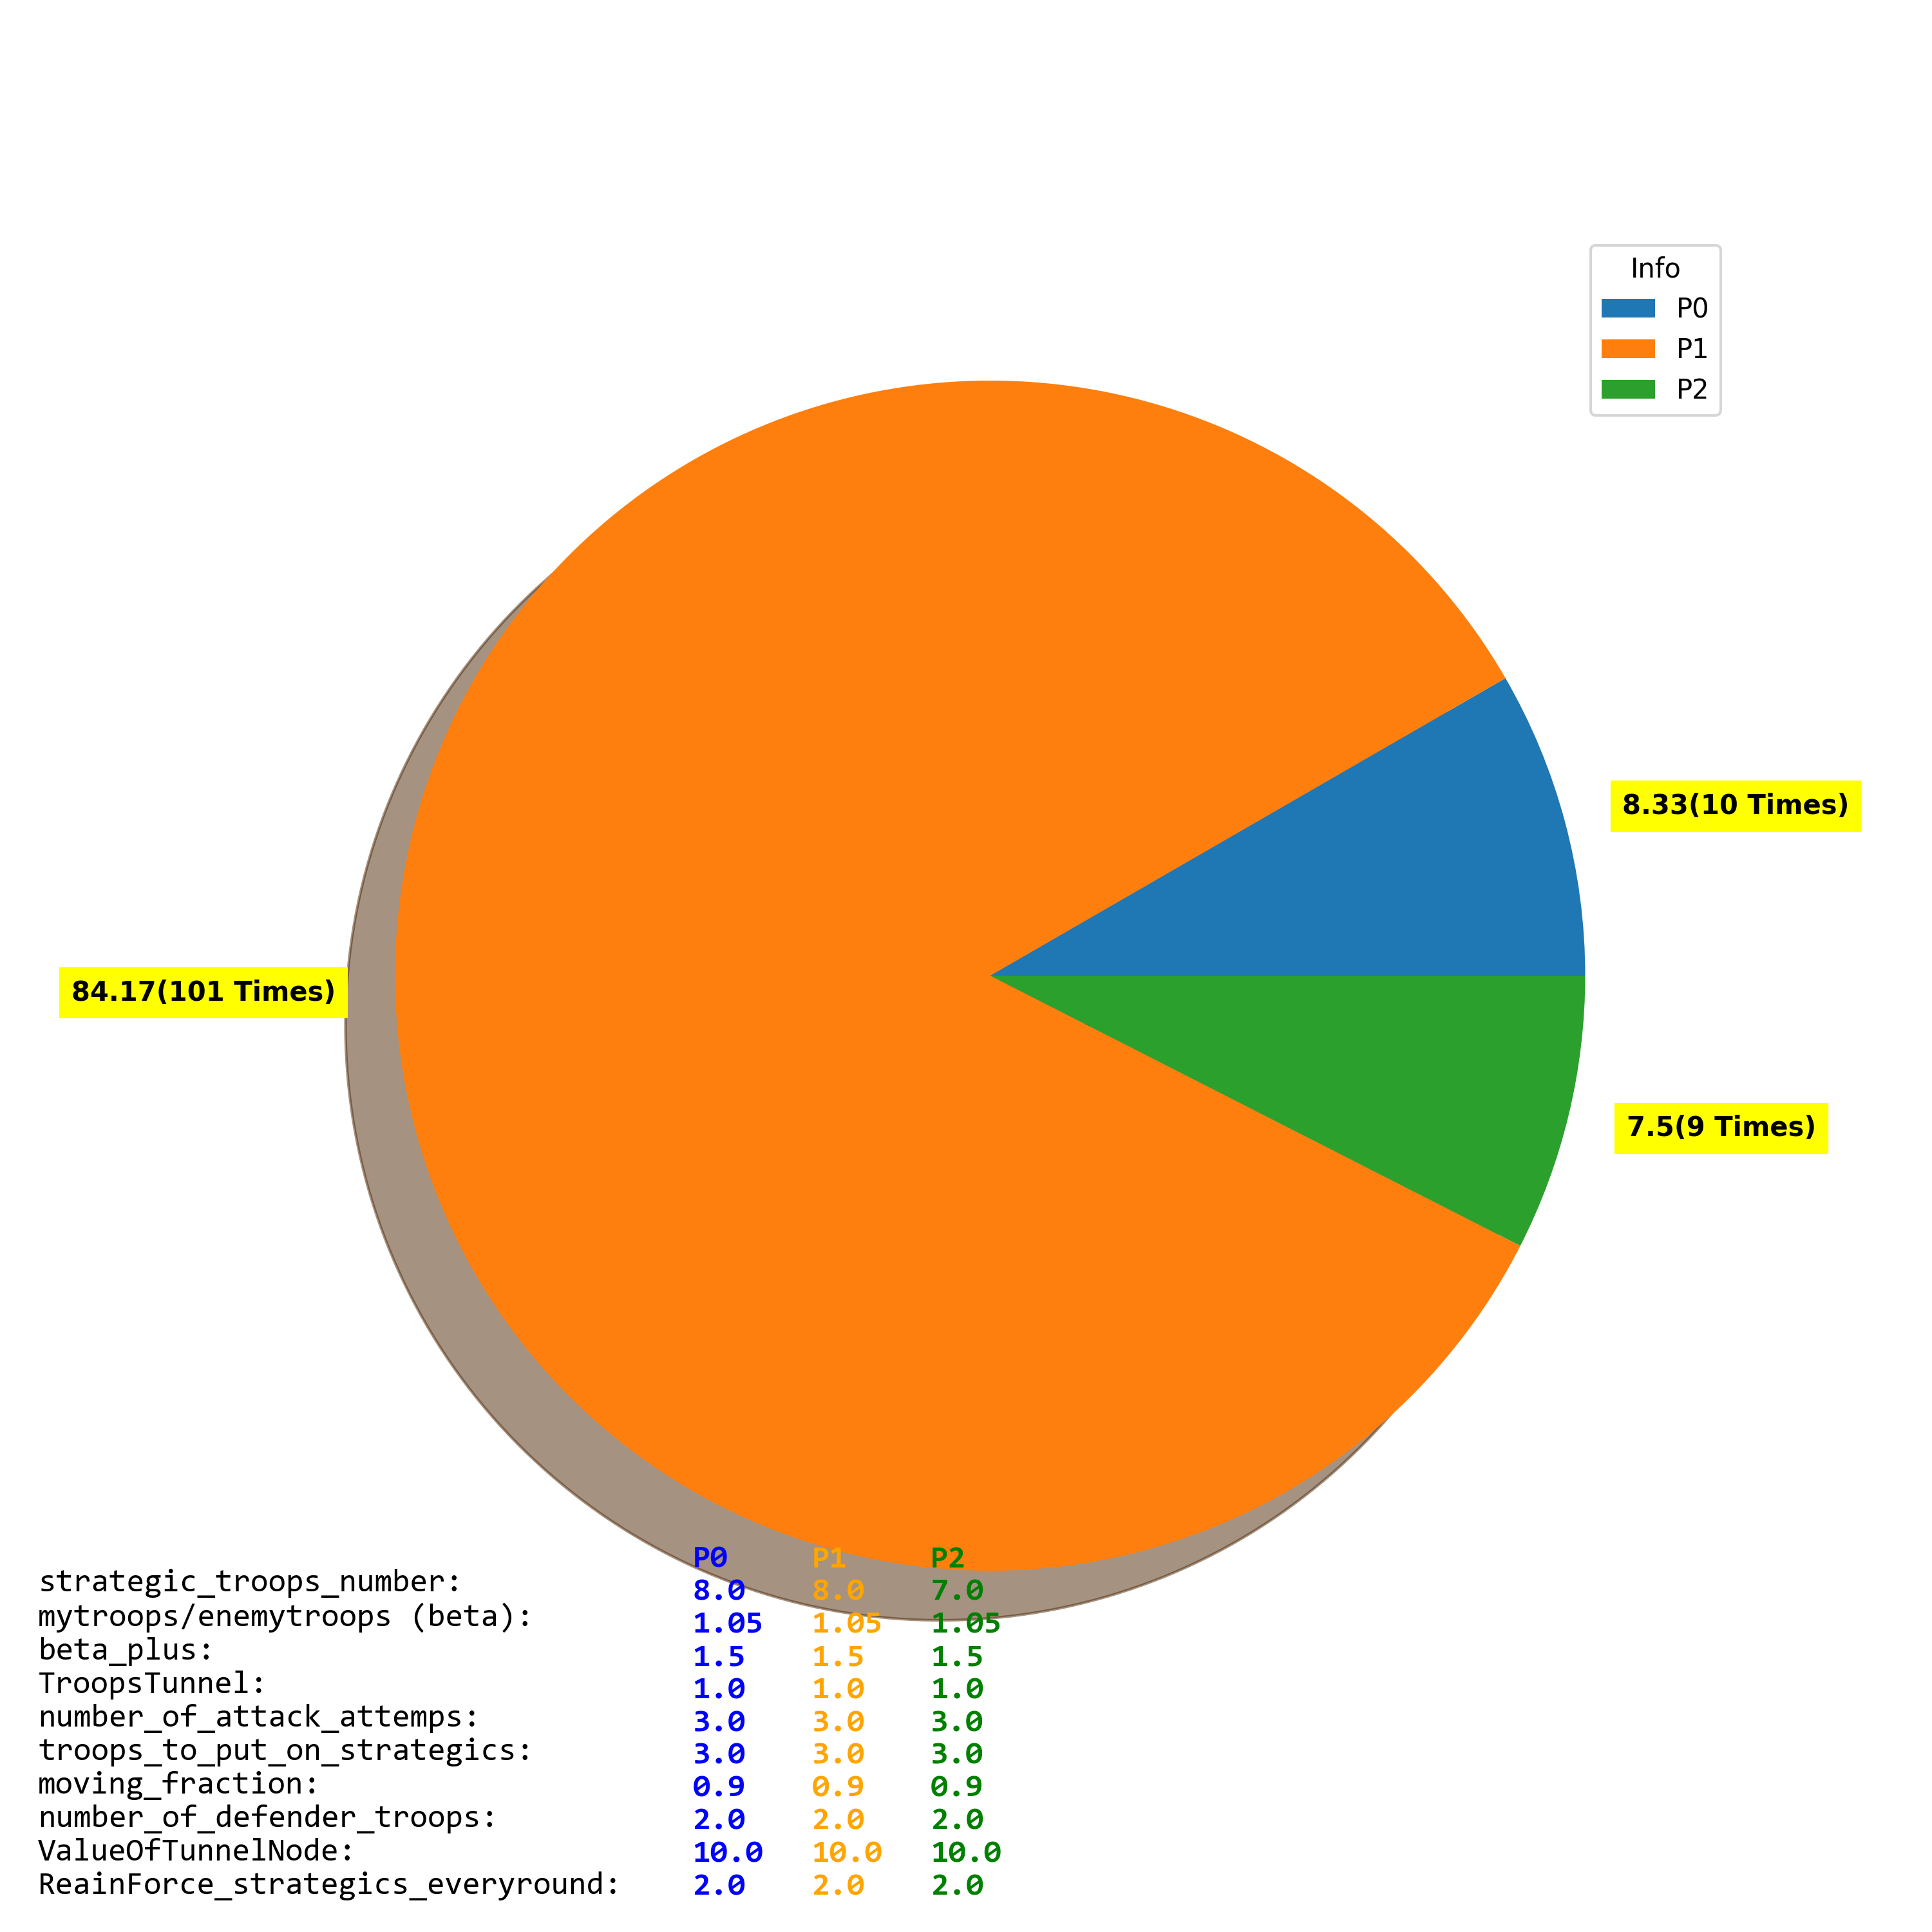 Info
P0
P1
P2
8.33(10 Times)
84.17(101 Times)
7.5(9 Times)
P0 P1 P2
strategic_troops_number: 8.0 8.0 7.0
mytroops/enemytroops (beta): 1.05 1.05 1.05
beta_plus: 1.5 1.5 1.5
TroopsTunnel: 1.0 1.0 1.0
number_of_attack_attemps: 3.0 3.0 3.0
troops_to_put_on_strategics: 3.0 3.0 3.0
moving_fraction: 0.9 0.9 0.9
number_of_defender_troops: 2.0 2.0 2.0
ValueOfTunnelNode: 10.0 10.0 10.0
ReainForce_strategics_everyround: 2.0 2.0 2.0